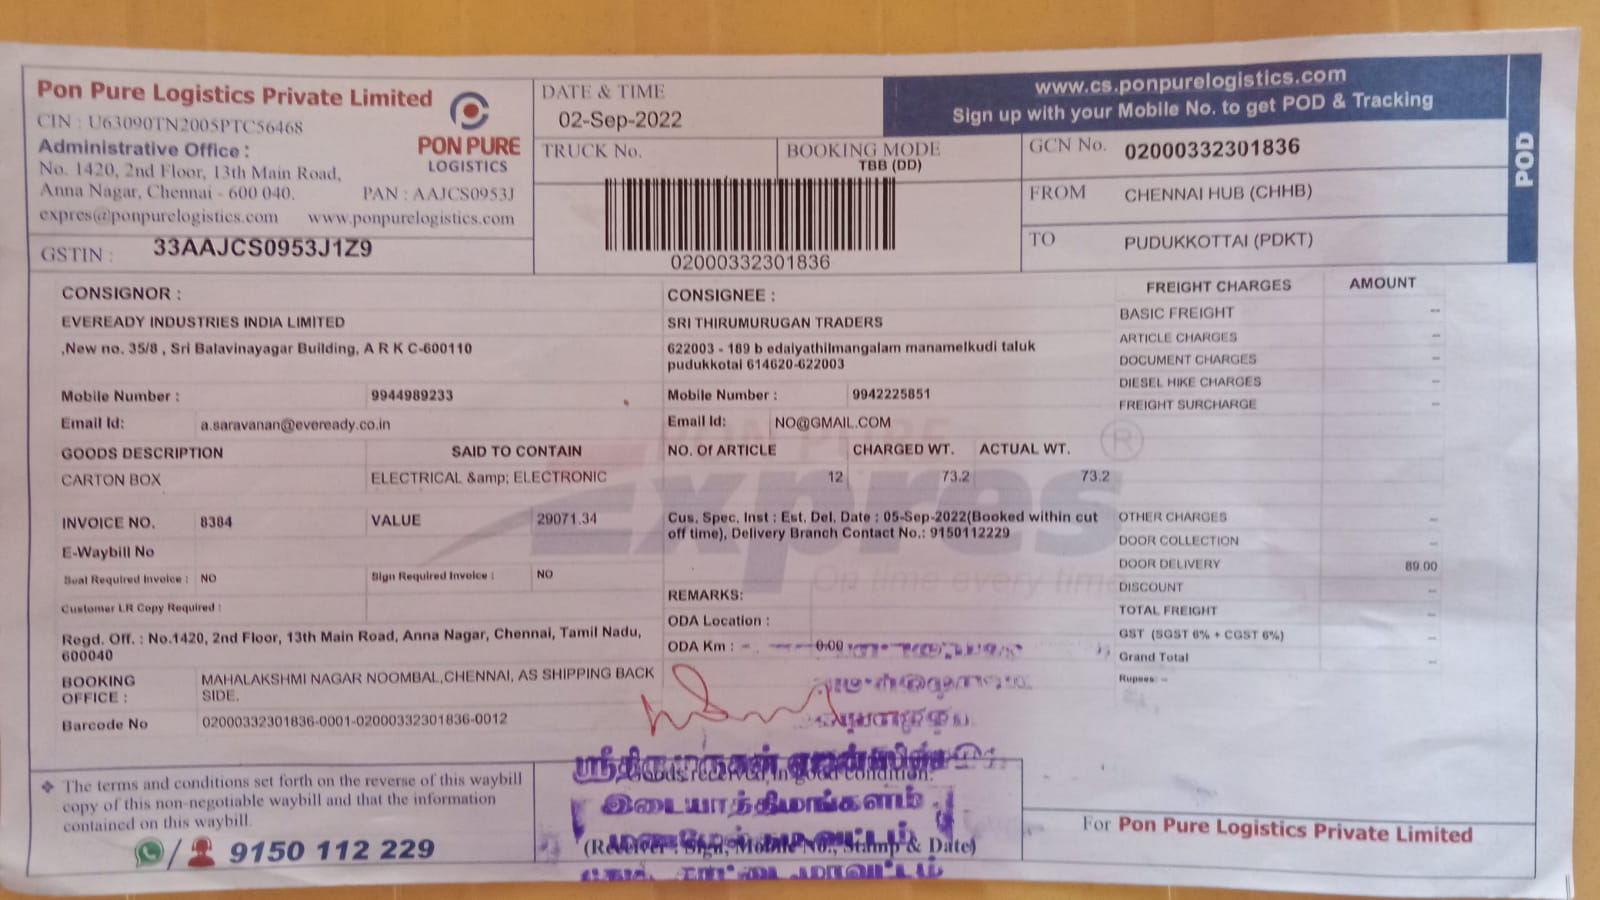 Pon Pure Logistics Private Limited
CIN : U63090TN2005PTC56468
Administrative Office :
No. 1420, 2nd Floor, 13th Main Road,
Anna Nagar, Chennai - 600 040. PAN : AAJCS0953J
expres@ponpurelogistics.com www.ponpurelogistics.com
PON PURE
LOGISTICS
GSTIN : 33AAJCS0953J1Z9
DATE & TIME
02-Sep-2022
TRUCK No.
BOOKING MODE
TBB (DD)
02000332301836
www.cs.ponpurelogistics.com
Sign up with your Mobile No. to get POD & Tracking
GCN No. 02000332301836
FROM CHENNAI HUB (CHHB)
TO PUDUKKOTTAI (PDKT)
POD
CONSIGNOR :
EVEREADY INDUSTRIES INDIA LIMITED
,New no. 35/8 , Sri Balavinayagar Building, A R K C-600110
Mobile Number : 9944989233
Email Id: a.saravanan@eveready.co.in
CONSIGNEE :
SRI THIRUMURUGAN TRADERS
622003 - 189 b edaiyathilmangalam manamelkudi taluk
pudukkotai 614620-622003
Mobile Number : 9942225851
Email Id: NO@GMAIL.COM
GOODS DESCRIPTION SAID TO CONTAIN
CARTON BOX ELECTRICAL &amp; ELECTRONIC
NO. Of ARTICLE CHARGED WT. ACTUAL WT.
12 73.2 73.2
INVOICE NO. 8384 VALUE 29071.34
E-Waybill No
Seal Required Invoice : NO Sign Required Invoice : NO
Customer LR Copy Required :
Regd. Off. : No.1420, 2nd Floor, 13th Main Road, Anna Nagar, Chennai, Tamil Nadu,
600040
BOOKING OFFICE : MAHALAKSHMI NAGAR NOOMBAL,CHENNAI, AS SHIPPING BACK
SIDE.
Barcode No 02000332301836-0001-02000332301836-0012
Cus. Spec. Inst : Est. Del. Date : 05-Sep-2022(Booked within cut
off time), Delivery Branch Contact No.: 9150112229
REMARKS:
ODA Location :
ODA Km : - 0.00
PON PURE
Expres ®
On time every time
FREIGHT CHARGES AMOUNT
BASIC FREIGHT --
ARTICLE CHARGES --
DOCUMENT CHARGES --
DIESEL HIKE CHARGES --
FREIGHT SURCHARGE --
OTHER CHARGES --
DOOR COLLECTION --
DOOR DELIVERY 89.00
DISCOUNT --
TOTAL FREIGHT --
GST (SGST 6% + CGST 6%) --
Grand Total --
Rupees: --
❖ The terms and conditions set forth on the reverse of this waybill
copy of this non-negotiable waybill and that the information
contained on this waybill.
/ 9150 112 229
Goods received in good condition.
இடையாத்திமங்களம்
(Receiver : Sign, Mobile No., Stamp & Date)
For Pon Pure Logistics Private Limited